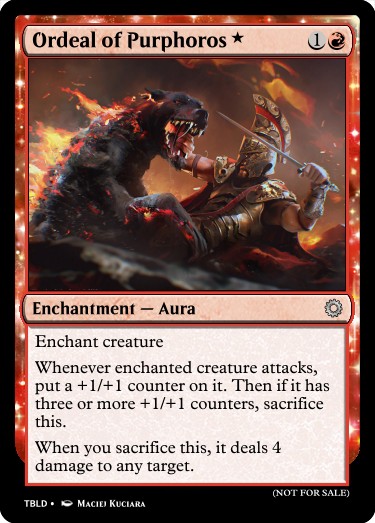 Ordeal of Purphoros ★ 1
Enchantment — Aura
Enchant creature
Whenever enchanted creature attacks,
put a +1/+1 counter on it. Then if it has
three or more +1/+1 counters, sacrifice
this.
When you sacrifice this, it deals 4
damage to any target.
(NOT FOR SALE)
TBLD • Maciej Kuciara